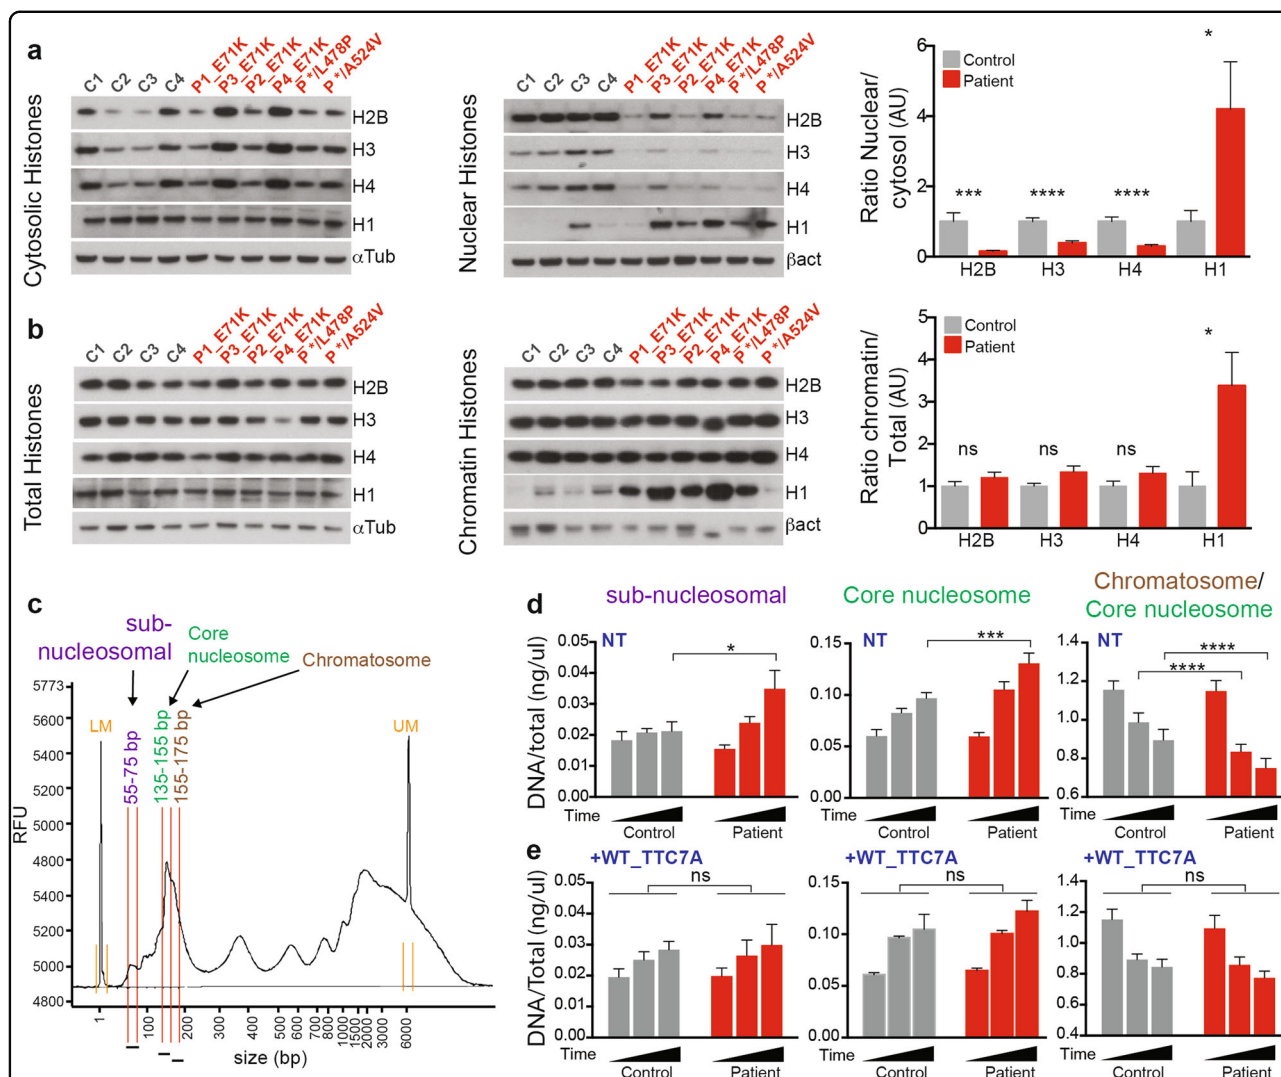 a
Cytosolic Histones
C1 C2 C3 C4 P1_E71K P3_E71K P2_E71K P4_E71K P*/L478P P*/A524V
H2B
H3
H4
H1
αTub
Nuclear Histones
C1 C2 C3 C4 P1_E71K P3_E71K P2_E71K P4_E71K P*/L478P P*/A524V
H2B
H3
H4
H1
βact
Ratio Nuclear/
cytosol (AU)
6
4
2
1
0
Control
Patient
*** **** **** *
H2B H3 H4 H1
b
Total Histones
C1 C2 C3 C4 P1_E71K P3_E71K P2_E71K P4_E71K P*/L478P P*/A524V
H2B
H3
H4
H1
αTub
Chromatin Histones
C1 C2 C3 C4 P1_E71K P3_E71K P2_E71K P4_E71K P*/L478P P*/A524V
H2B
H3
H4
H1
βact
Ratio chromatin/
Total (AU)
5
4
3
2
1
0
Control
Patient
ns ns ns *
H2B H3 H4 H1
c
sub-
nucleosomal
Core
nucleosome
Chromatosome
LM
55-75 bp
135-155 bp
155-175 bp
UM
RFU
5773
5600
5400
5200
5000
4800
5400
5200
5000
4800
1 100 200 300 400 500 600 700 800 1000 1500 2000 3000 6000
size (bp)
d
sub-nucleosomal
NT
DNA/total (ng/ul)
0.05
0.04
0.03
0.02
0.01
0.00
*
Time
Control Patient
Core nucleosome
NT
0.15
0.10
0.05
0.00
***
Control Patient
Chromatosome/
Core nucleosome
NT
1.4
1.2
1.0
0.8
0.6
****
****
Control Patient
e
+WT_TTC7A
DNA/Total (ng/ul)
0.05
0.04
0.03
0.02
0.01
0.00
ns
Time
Control Patient
+WT_TTC7A
0.15
0.10
0.05
0.00
ns
Control Patient
+WT_TTC7A
1.4
1.2
1.0
0.8
0.6
0.4
ns
Control Patient